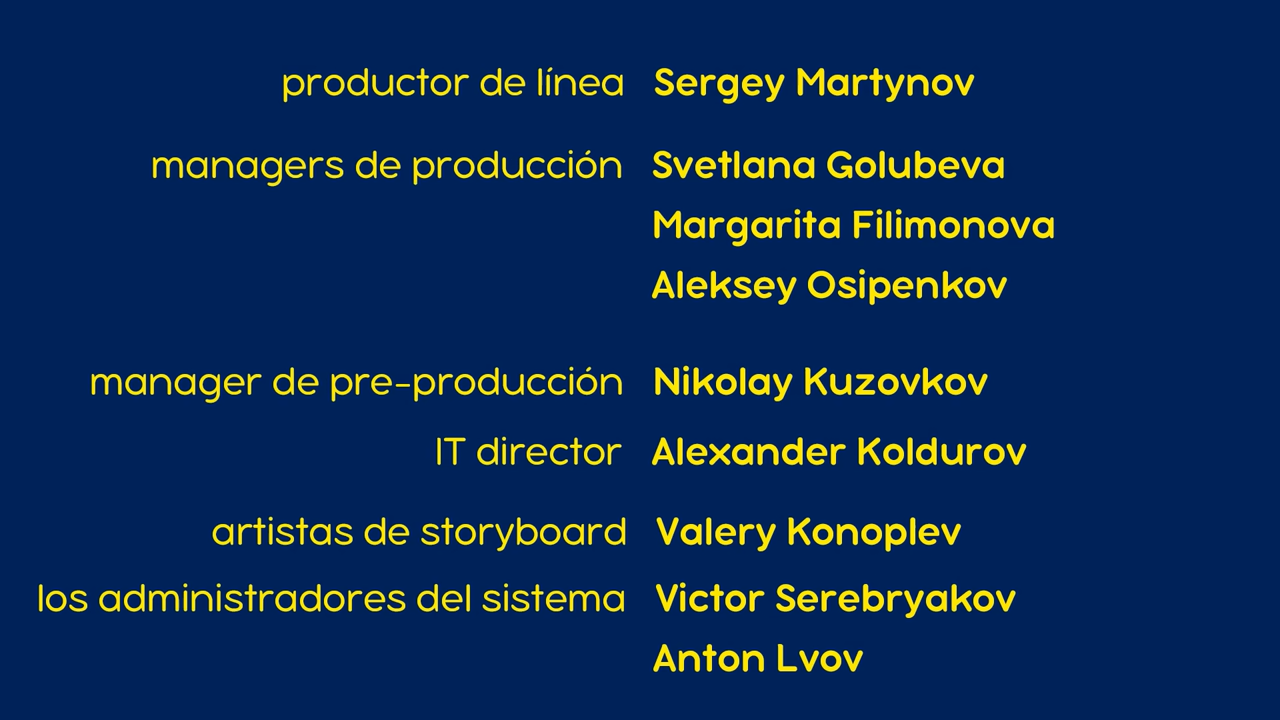 productor de línea Sergey Martynov
managers de producción Svetlana Golubeva
Margarita Filimonova
Aleksey Osipenkov
manager de pre-producción Nikolay Kuzovkov
IT director Alexander Koldurov
artistas de storyboard Valery Konoplev
los administradores del sistema Victor Serebryakov
Anton Lvov